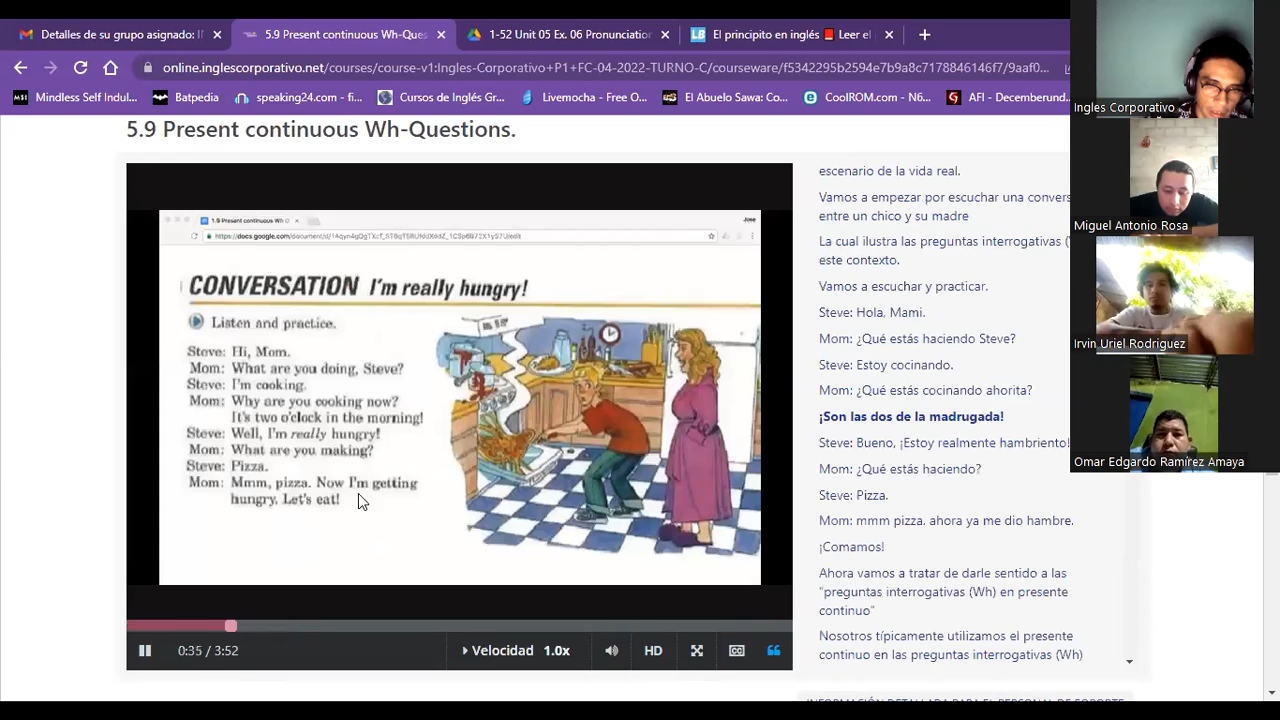 Detalles de su grupo asignado: I
5.9 Present continuous Wh-Ques
1-52 Unit 05 Ex. 06 Pronunciation
El principito en inglés 📕 Leer el
online.inglescorporativo.net/courses/course-v1:Ingles-Corporativo+P1+FC-04-2022-TURNO-C/courseware/f5342295b2594e7b9a8c7178846146f7/9aaf0...
Mindless Self Indul...
Batpedia
speaking24.com - fi...
Cursos de Inglés Gr...
Livemocha - Free O...
El Abuelo Sawa: Co...
CoolROM.com - N6...
AFI - Decemberund...
5.9 Present continuous Wh-Questions.
Jose
CONVERSATION I'm really hungry!
Listen and practice.
Steve: Hi, Mom.
Mom: What are you doing, Steve?
Steve: I'm cooking.
Mom: Why are you cooking now?
It's two o'clock in the morning!
Steve: Well, I'm really hungry!
Mom: What are you making?
Steve: Pizza.
Mom: Mmm, pizza. Now I'm getting
hungry. Let's eat!
0:35 / 3:52
Velocidad 1.0x
HD
CC
escenario de la vida real.
Vamos a empezar por escuchar una convers
entre un chico y su madre
La cual ilustra las preguntas interrogativas (
este contexto.
Vamos a escuchar y practicar.
Steve: Hola, Mami.
Mom: ¿Qué estás haciendo Steve?
Steve: Estoy cocinando.
Mom: ¿Qué estás cocinando ahorita?
¡Son las dos de la madrugada!
Steve: Bueno, ¡Estoy realmente hambriento!
Mom: ¿Qué estás haciendo?
Steve: Pizza.
Mom: mmm pizza. ahora ya me dio hambre.
¡Comamos!
Ahora vamos a tratar de darle sentido a las
"preguntas interrogativas (Wh) en presente
continuo"
Nosotros típicamente utilizamos el presente
continuo en las preguntas interrogativas (Wh)
Ingles Corporativo
Miguel Antonio Rosa
Irvin Uriel Rodriguez
Omar Edgardo Ramírez Amaya